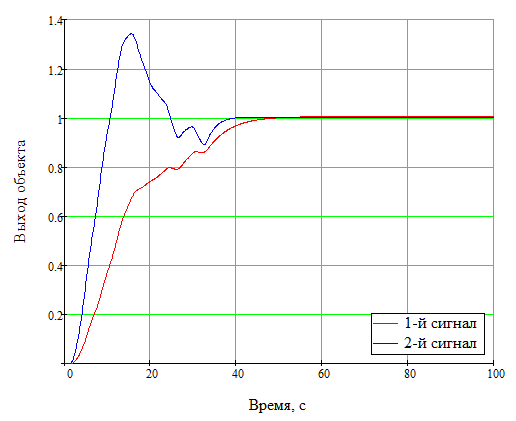 1.4
1.2
1
0.8
0.6
0.4
0.2
Выход объекта
1-й сигнал
2-й сигнал
0 20 40 60 80 100
Время, с